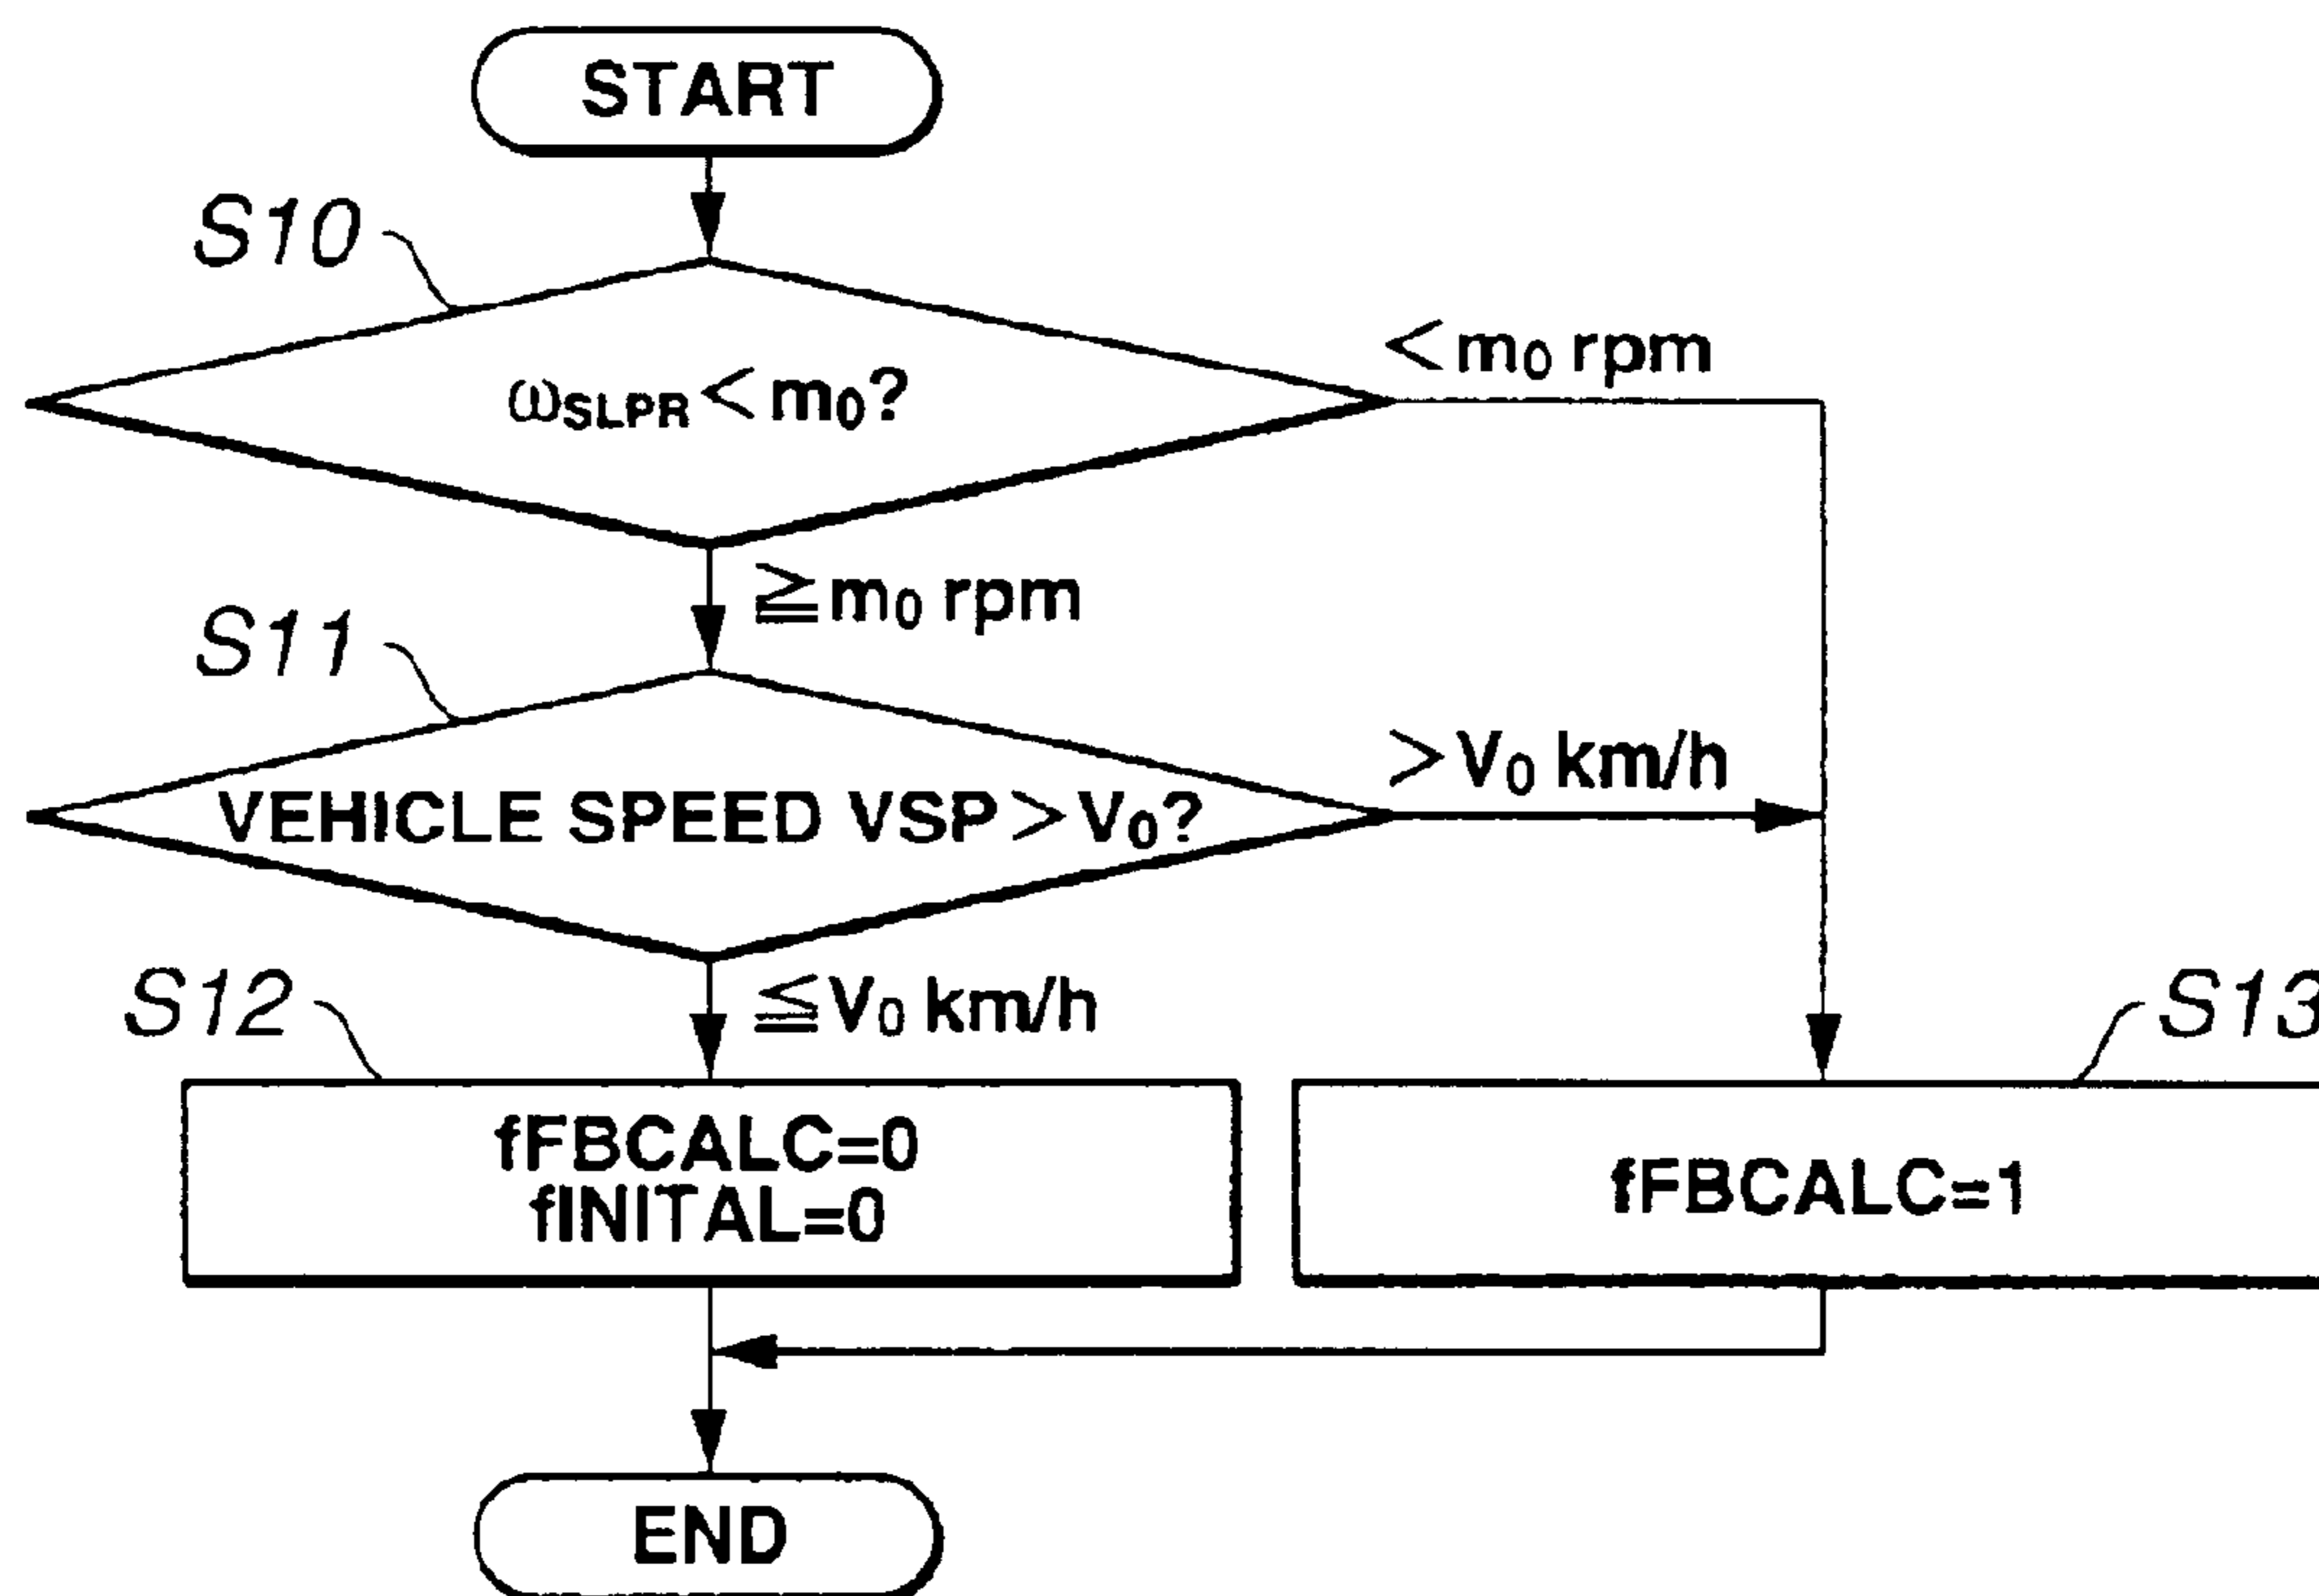 START
S10
<m₀ rpm
ωSLPR<m₀?
≧m₀ rpm
S11
>V₀ km/h
VEHICLE SPEED VSP>V₀?
S12
≦V₀ km/h
S13
fFBCALC=0
fINITAL=0
fFBCALC=1
END